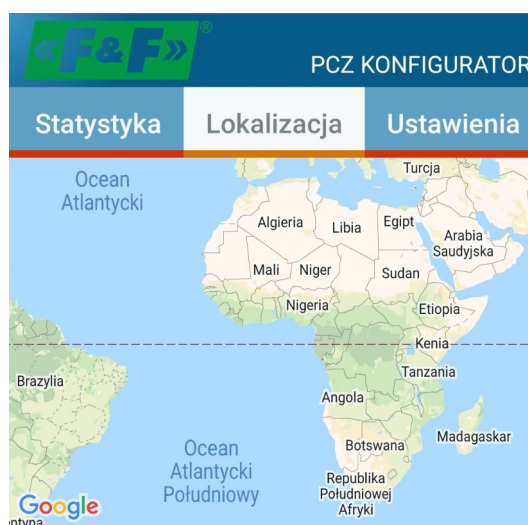 «F&F»®
PCZ KONFIGURATOR
Statystyka
Lokalizacja
Ustawienia
Ocean
Atlantycki
Turcja
Algieria
Libia
Egipt
Arabia
Saudyjska
Mali
Niger
Sudan
Nigeria
Etiopia
Kenia
Brazylia
Tanzania
Angola
Botswana
Madagaskar
Ocean
Atlantycki
Południowy
Republika
Południowej
Afryki
Google
entyna